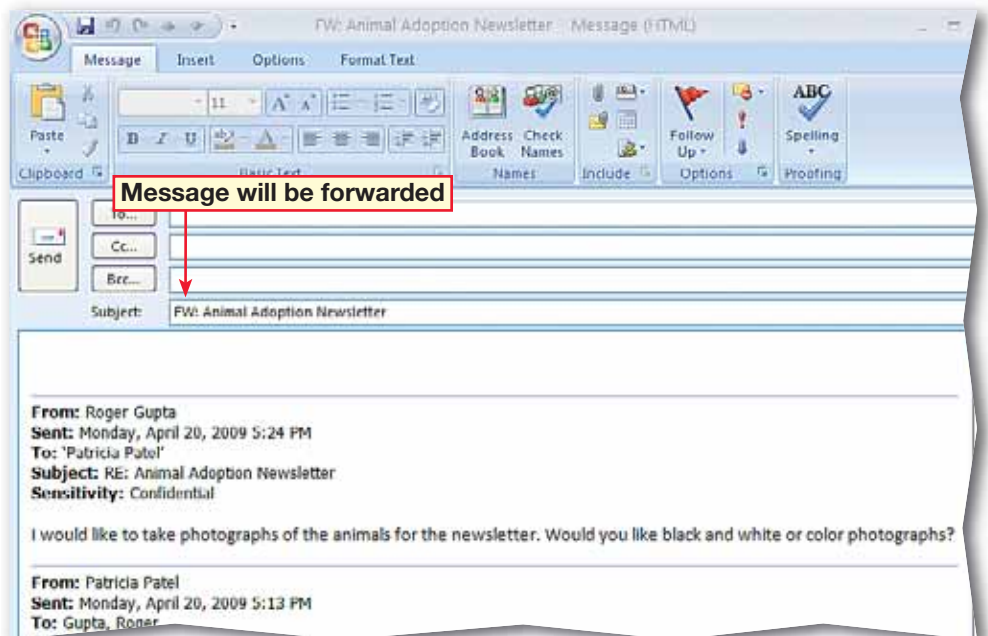 FW: Animal Adoption Newsletter Message (HTML)
Message Insert Options Format Text
11
ABC
Paste
B I U
Address Book
Check Names
Follow Up
Spelling
Clipboard
Basic Text
Names
Include
Options
Proofing
Message will be forwarded
To...
Cc...
Send
Bcc...
Subject: FW: Animal Adoption Newsletter
From: Roger Gupta
Sent: Monday, April 20, 2009 5:24 PM
To: 'Patricia Patel'
Subject: RE: Animal Adoption Newsletter
Sensitivity: Confidential
I would like to take photographs of the animals for the newsletter. Would you like black and white or color photographs?
From: Patricia Patel
Sent: Monday, April 20, 2009 5:13 PM
To: Gupta, Roger